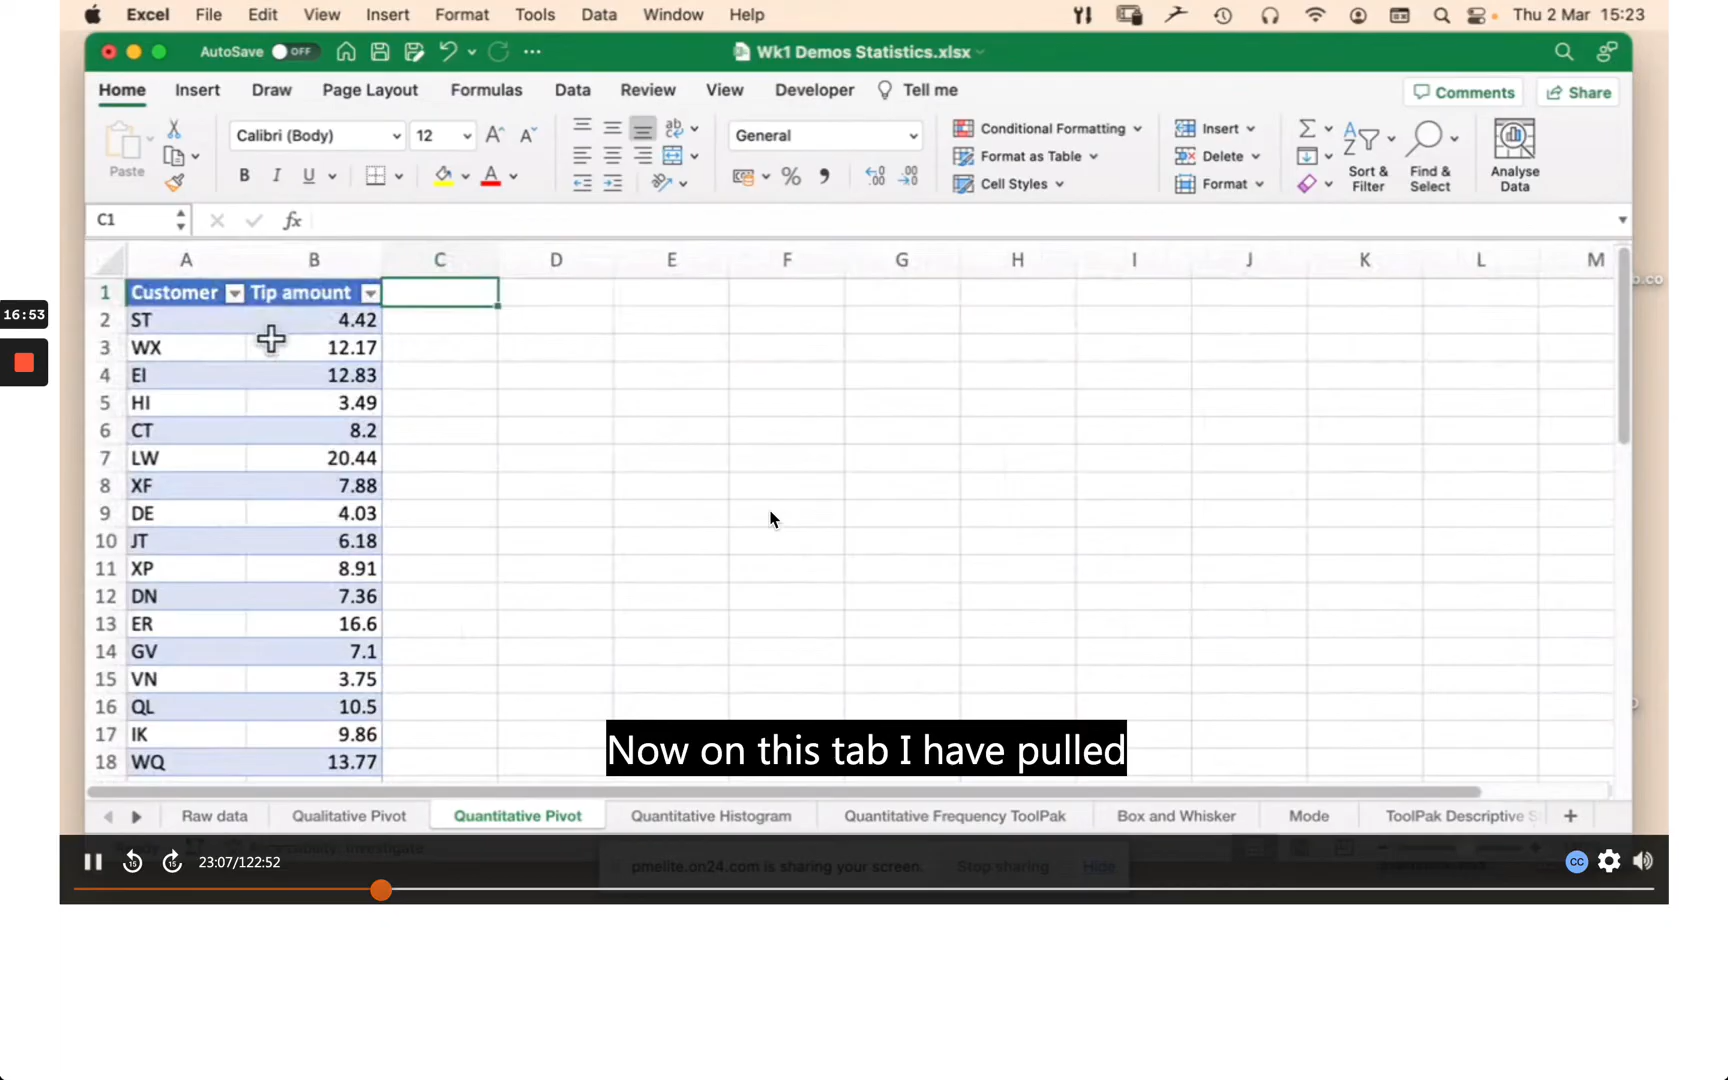 Excel File Edit View Insert Format Tools Data Window Help Thu 2 Mar 15:23
AutoSave OFF Wk1 Demos Statistics.xlsx
Home Insert Draw Page Layout Formulas Data Review View Developer Tell me Comments Share
Paste Calibri (Body) 12 General Conditional Formatting Insert
Format as Table Delete
Cell Styles Format
Sort & Filter Find & Select Analyse Data
C1 fx
A B C D E F G H I J K L M
1 Customer Tip amount
2 ST 4.42
3 WX 12.17
4 EI 12.83
5 HI 3.49
6 CT 8.2
7 LW 20.44
8 XF 7.88
9 DE 4.03
10 JT 6.18
11 XP 8.91
12 DN 7.36
13 ER 16.6
14 GV 7.1
15 VN 3.75
16 QL 10.5
17 IK 9.86
18 WQ 13.77
16:53
Now on this tab I have pulled
Raw data Qualitative Pivot Quantitative Pivot Quantitative Histogram Quantitative Frequency ToolPak Box and Whisker Mode ToolPak Descriptive
23:07/122:52
pmelite.on24.com is sharing your screen. Stop sharing Hide
CC